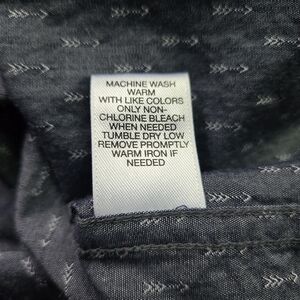 MACHINE WASH
WARM
WITH LIKE COLORS
ONLY NON-
CHLORINE BLEACH
WHEN NEEDED
TUMBLE DRY LOW
REMOVE PROMPTLY
WARM IRON IF
NEEDED